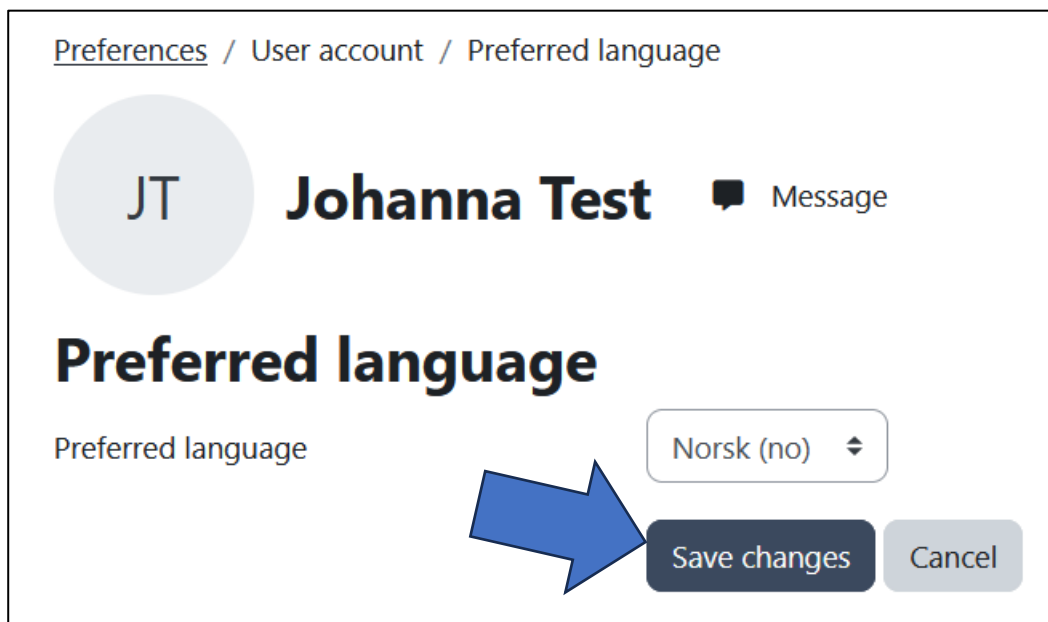 Preferences / User account / Preferred language
JT
Johanna Test
Message
Preferred language
Preferred language
Norsk (no)
Save changes
Cancel